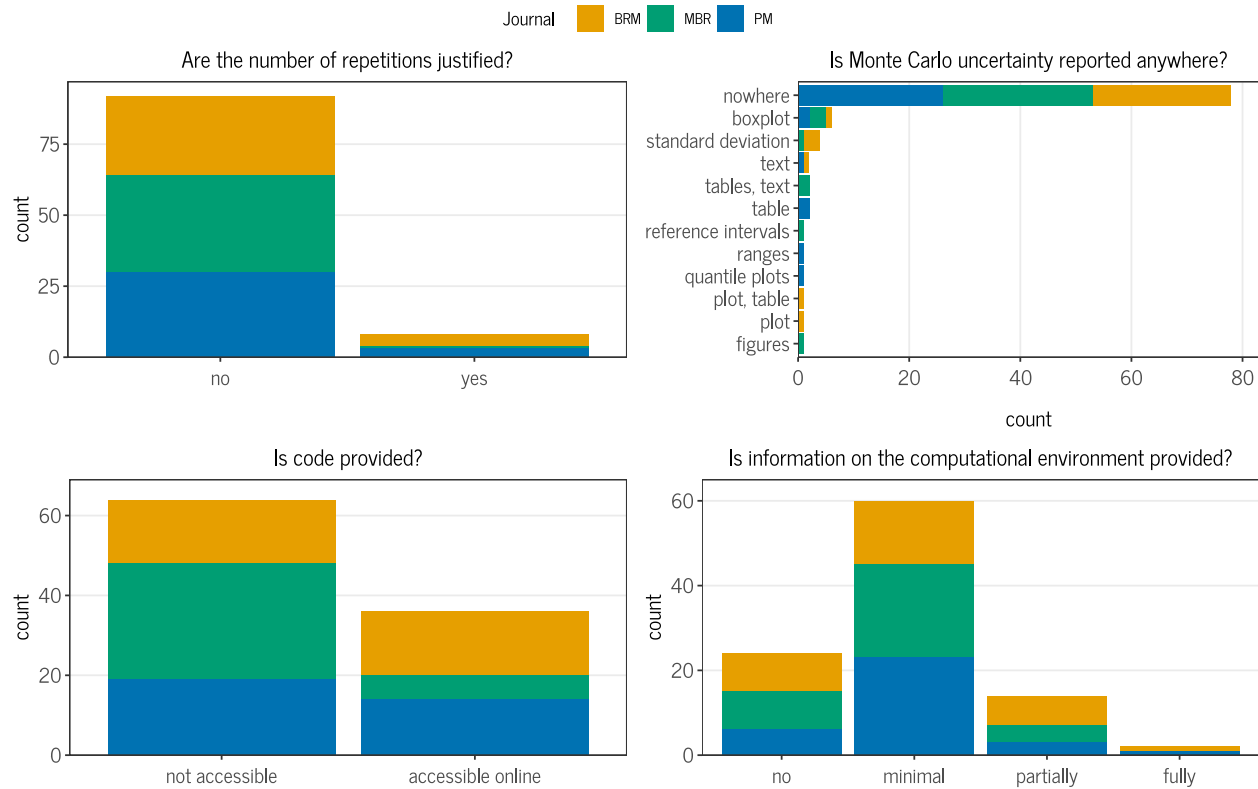 Journal BRM MBR PM
Are the number of repetitions justified?
count
75
50
25
0
no yes
Is Monte Carlo uncertainty reported anywhere?
nowhere
boxplot
standard deviation
text
tables, text
table
reference intervals
ranges
quantile plots
plot, table
plot
figures
0 20 40 60 80
count
Is code provided?
count
60
40
20
0
not accessible accessible online
Is information on the computational environment provided?
count
60
40
20
0
no minimal partially fully